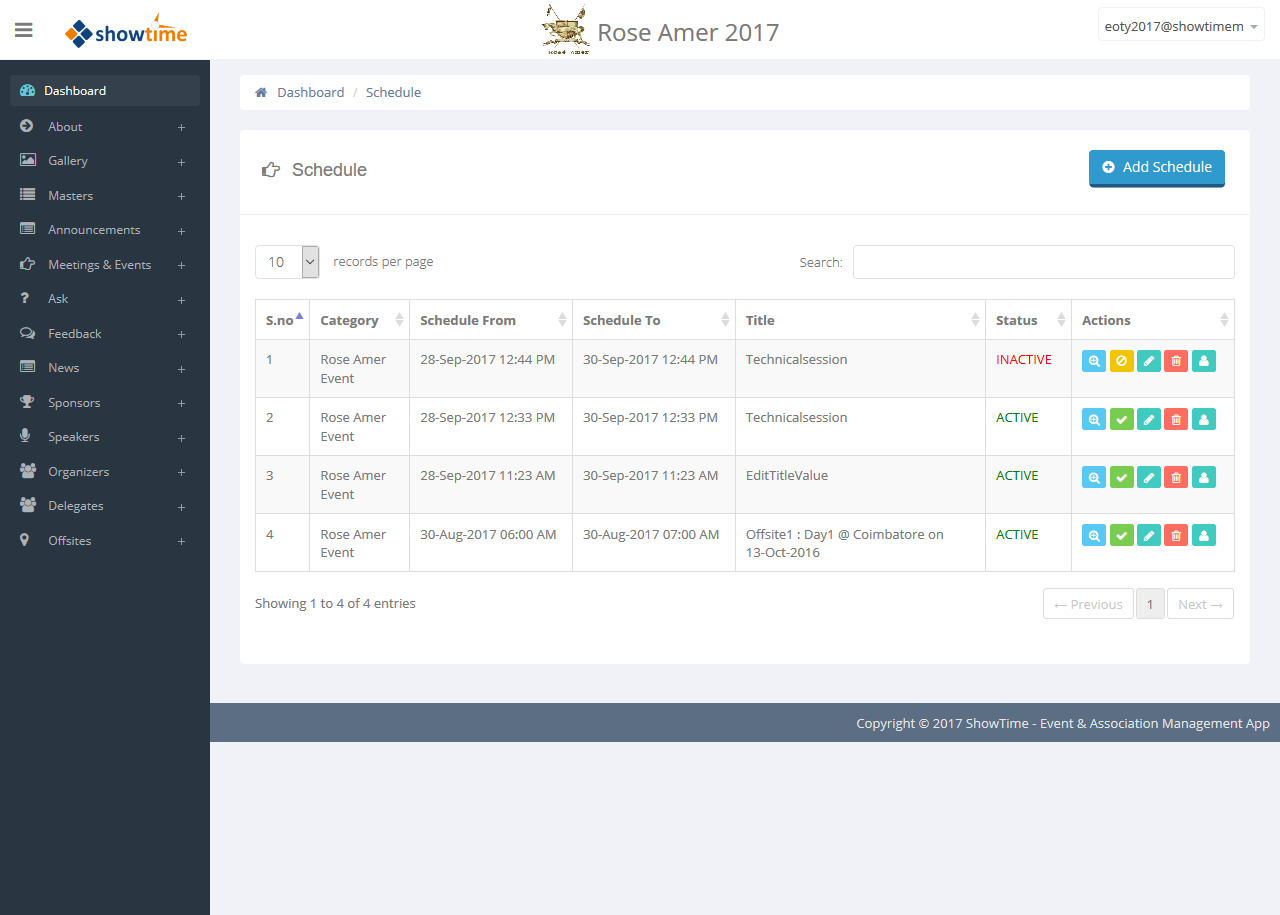 showtime
Rose Amer 2017
eoty2017@showtimem
Dashboard
About +
Gallery +
Masters +
Announcements +
Meetings & Events +
Ask +
Feedback +
News +
Sponsors +
Speakers +
Organizers +
Delegates +
Offsites +
Dashboard / Schedule
Schedule
Add Schedule
10 records per page
Search:
S.no Category Schedule From Schedule To Title Status Actions
1 Rose Amer 28-Sep-2017 12:44 PM 30-Sep-2017 12:44 PM Technicalsession INACTIVE
Event
2 Rose Amer 28-Sep-2017 12:33 PM 30-Sep-2017 12:33 PM Technicalsession ACTIVE
Event
3 Rose Amer 28-Sep-2017 11:23 AM 30-Sep-2017 11:23 AM EditTitleValue ACTIVE
Event
4 Rose Amer 30-Aug-2017 06:00 AM 30-Aug-2017 07:00 AM Offsite1 : Day1 @ Coimbatore on ACTIVE
Event 13-Oct-2016
Showing 1 to 4 of 4 entries
← Previous 1 Next →
Copyright © 2017 ShowTime - Event & Association Management App